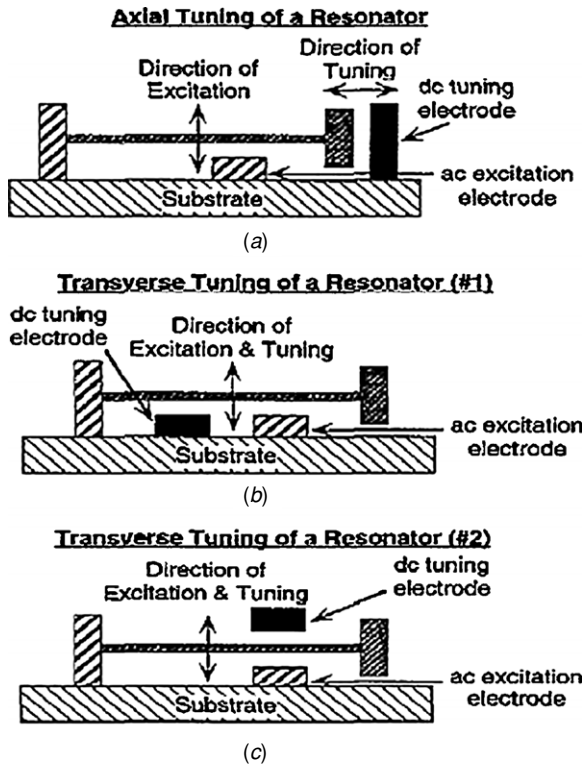 Axial Tuning of a Resonator
Direction of
Tuning
Direction of
Excitation
dc tuning
electrode
ac excitation
electrode
Substrate
(a)
Transverse Tuning of a Resonator (#1)
dc tuning
electrode
Direction of
Excitation & Tuning
ac excitation
electrode
Substrate
(b)
Transverse Tuning of a Resonator (#2)
Direction of
Excitation & Tuning
dc tuning
electrode
ac excitation
electrode
Substrate
(c)